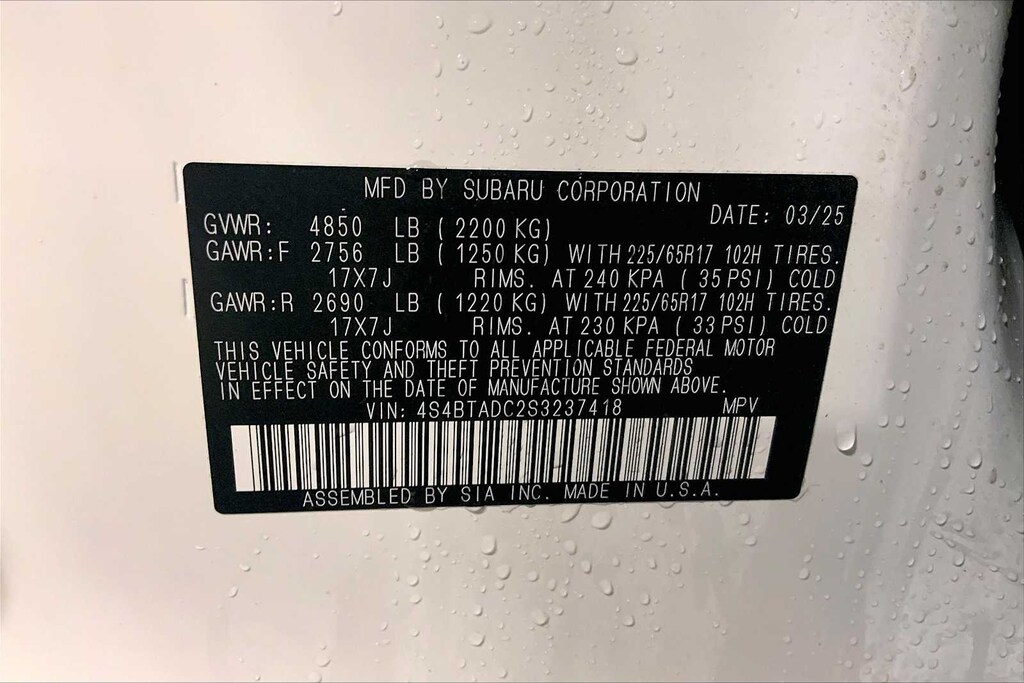 MFD BY SUBARU CORPORATION
DATE: 03/25
GVWR: 4850 LB (2200 KG)
GAWR:F 2756 LB (1250 KG) WITH 225/65R17 102H TIRES.
17X7J RIMS. AT 240 KPA (35 PSI) COLD
GAWR:R 2690 LB (1220 KG) WITH 225/65R17 102H TIRES.
17X7J RIMS. AT 230 KPA (33 PSI) COLD
THIS VEHICLE CONFORMS TO ALL APPLICABLE FEDERAL MOTOR
VEHICLE SAFETY AND THEFT PREVENTION STANDARDS
IN EFFECT ON THE DATE OF MANUFACTURE SHOWN ABOVE.
VIN: 4S4BTADC2S3237418 MPV
ASSEMBLED BY SIA INC. MADE IN U.S.A.